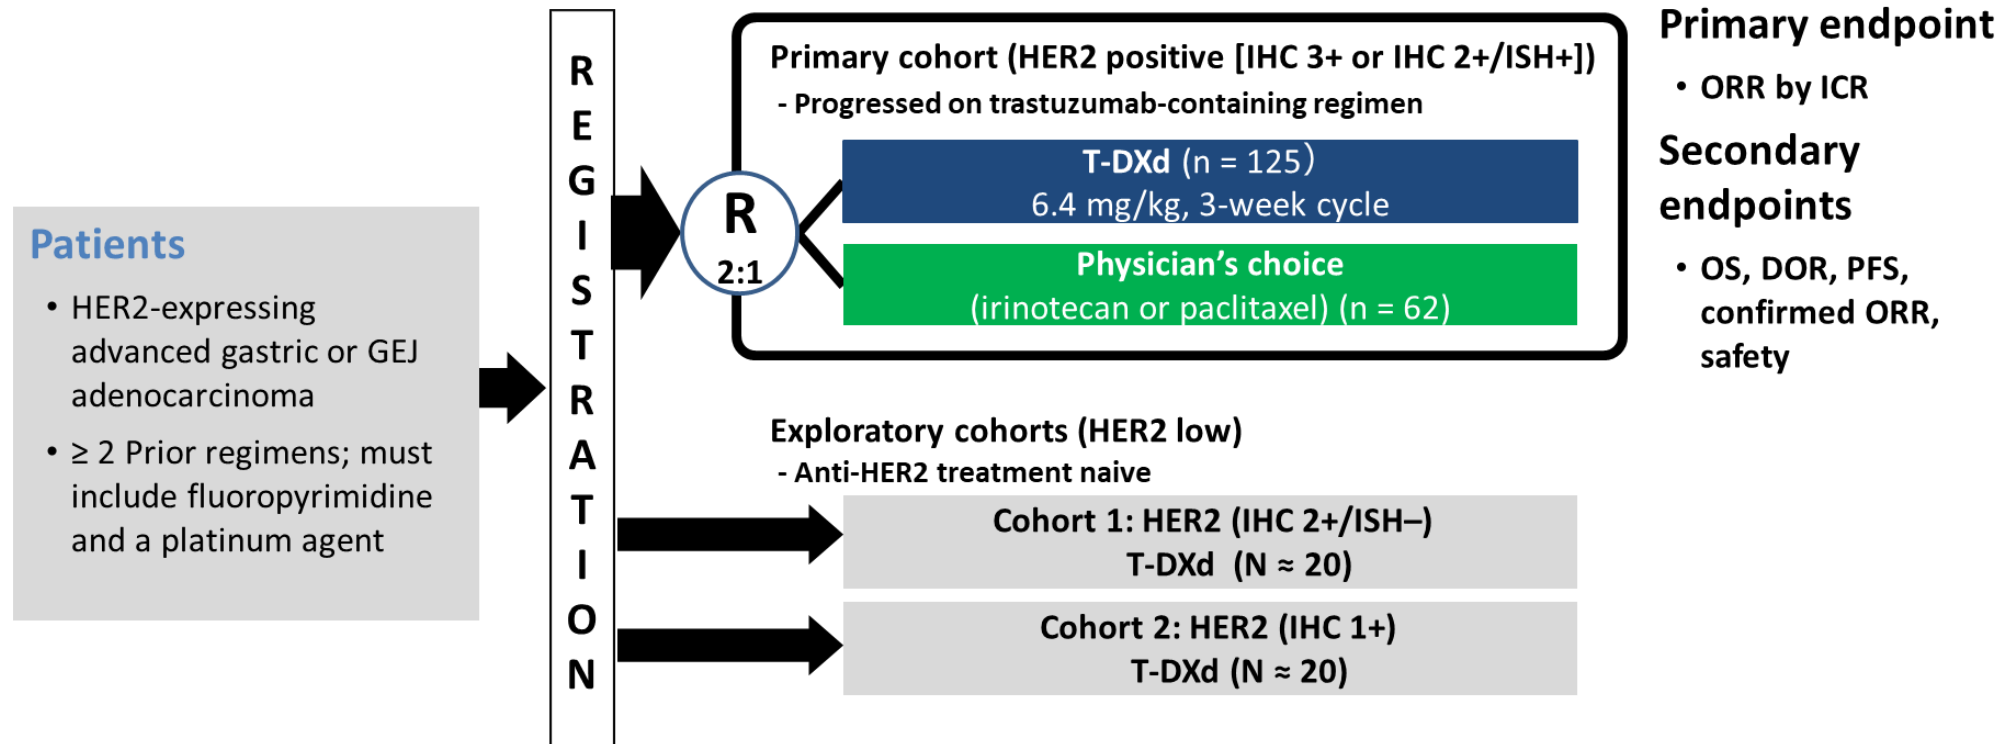 Patients
• HER2-expressing
advanced gastric or GEJ
adenocarcinoma
• ≥ 2 Prior regimens; must
include fluoropyrimidine
and a platinum agent
R
E
G
I
S
T
R
A
T
I
O
N
R
2:1
Primary cohort (HER2 positive [IHC 3+ or IHC 2+/ISH+])
- Progressed on trastuzumab-containing regimen
T-DXd (n = 125)
6.4 mg/kg, 3-week cycle
Physician’s choice
(irinotecan or paclitaxel) (n = 62)
Exploratory cohorts (HER2 low)
- Anti-HER2 treatment naive
Cohort 1: HER2 (IHC 2+/ISH–)
T-DXd (N ≈ 20)
Cohort 2: HER2 (IHC 1+)
T-DXd (N ≈ 20)
Primary endpoint
• ORR by ICR
Secondary
endpoints
• OS, DOR, PFS,
confirmed ORR,
safety